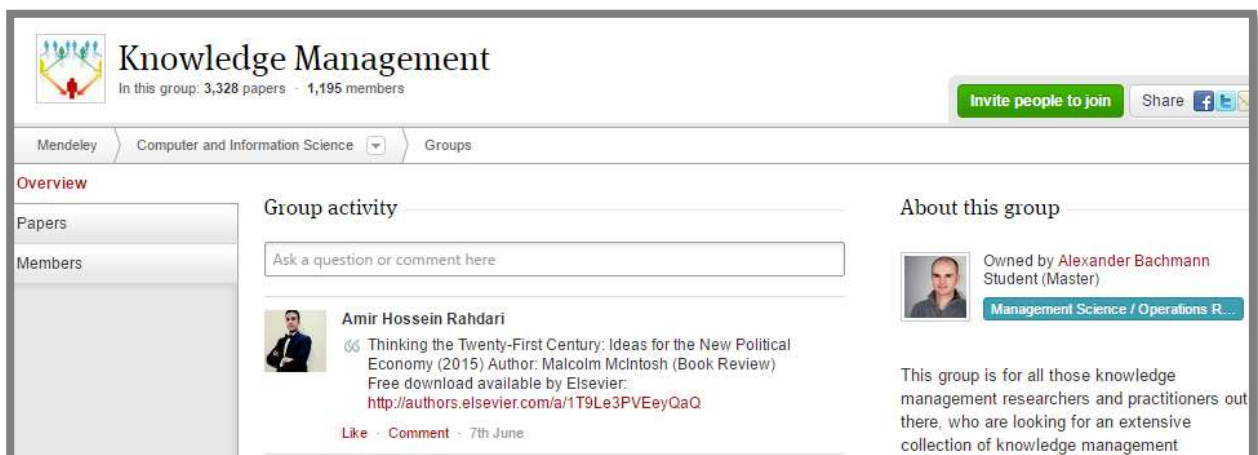 Knowledge Management
In this group: 3,328 papers · 1,195 members
Invite people to join
Share
Mendeley
Computer and Information Science
Groups
Overview
Papers
Members
Group activity
Ask a question or comment here
Amir Hossein Rahdari
Thinking the Twenty-First Century: Ideas for the New Political
Economy (2015) Author: Malcolm McIntosh (Book Review)
Free download available by Elsevier:
http://authors.elsevier.com/a/1T9Le3PVEeyQaQ
Like · Comment · 7th June
About this group
Owned by Alexander Bachmann
Student (Master)
Management Science / Operations R...
This group is for all those knowledge
management researchers and practitioners out
there, who are looking for an extensive
collection of knowledge management